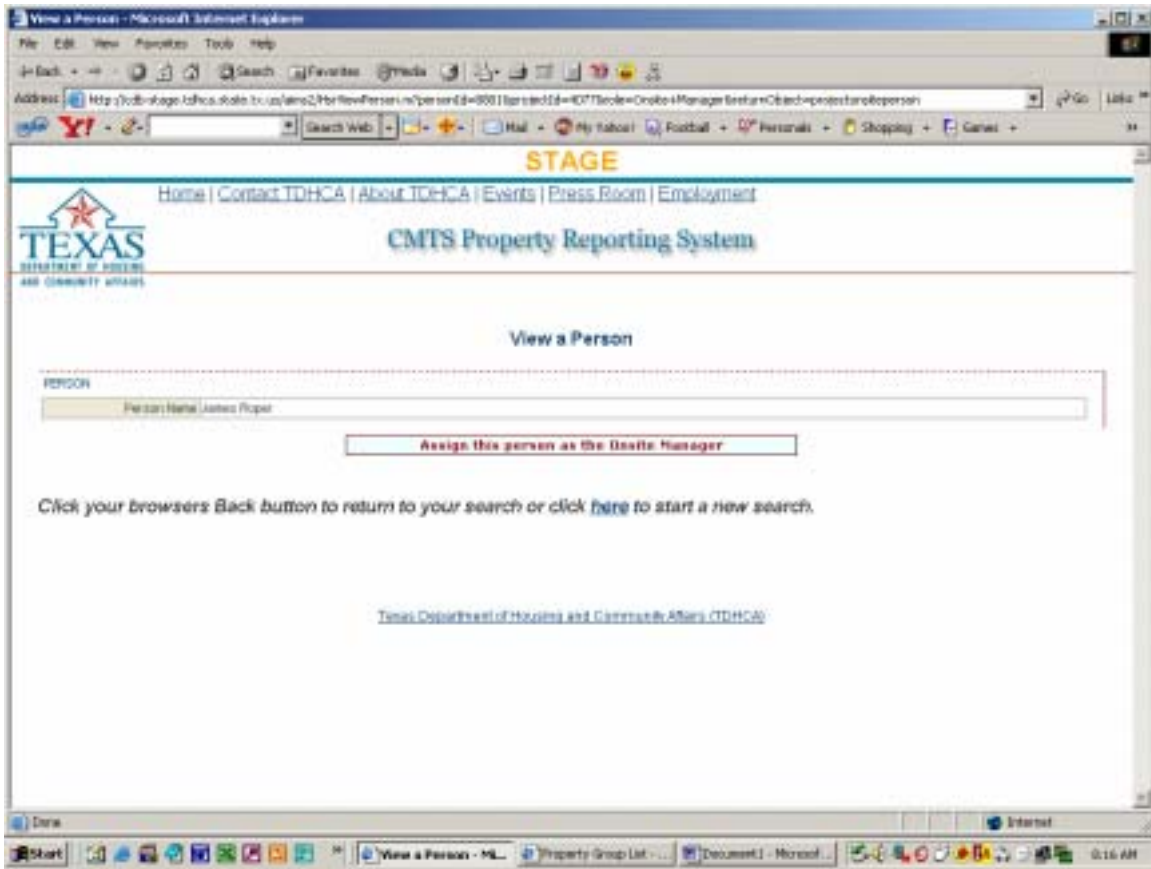 View a Person - Microsoft Internet Explorer
File Edit View Favorites Tools Help
Back Search Favorites Media
Address Go Links
Y! Search Web Mail My Yahoo! Football Personals Shopping Games
STAGE
Home | Contact TDHCA | About TDHCA | Events | Press Room | Employment
TEXAS
DEPARTMENT OF HOUSING
AND COMMUNITY AFFAIRS
CMTS Property Reporting System
View a Person
PERSON
Person Name James Roper
Assign this person as the Onsite Manager
Click your browsers Back button to return to your search or click here to start a new search.
Texas Department of Housing and Community Affairs (TDHCA)
Done Internet
Start View a Person - Mi... Property Group List - ... Document1 - Microsof... 8:16 AM